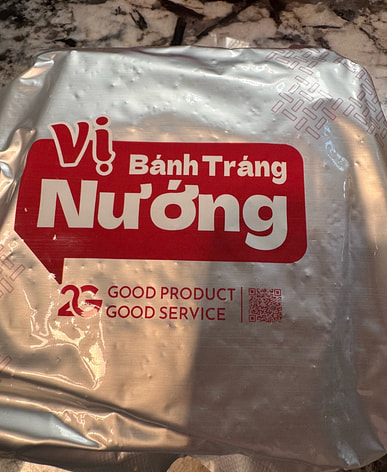 Vị
Bánh Tráng
Nướng
2G
GOOD PRODUCT
GOOD SERVICE